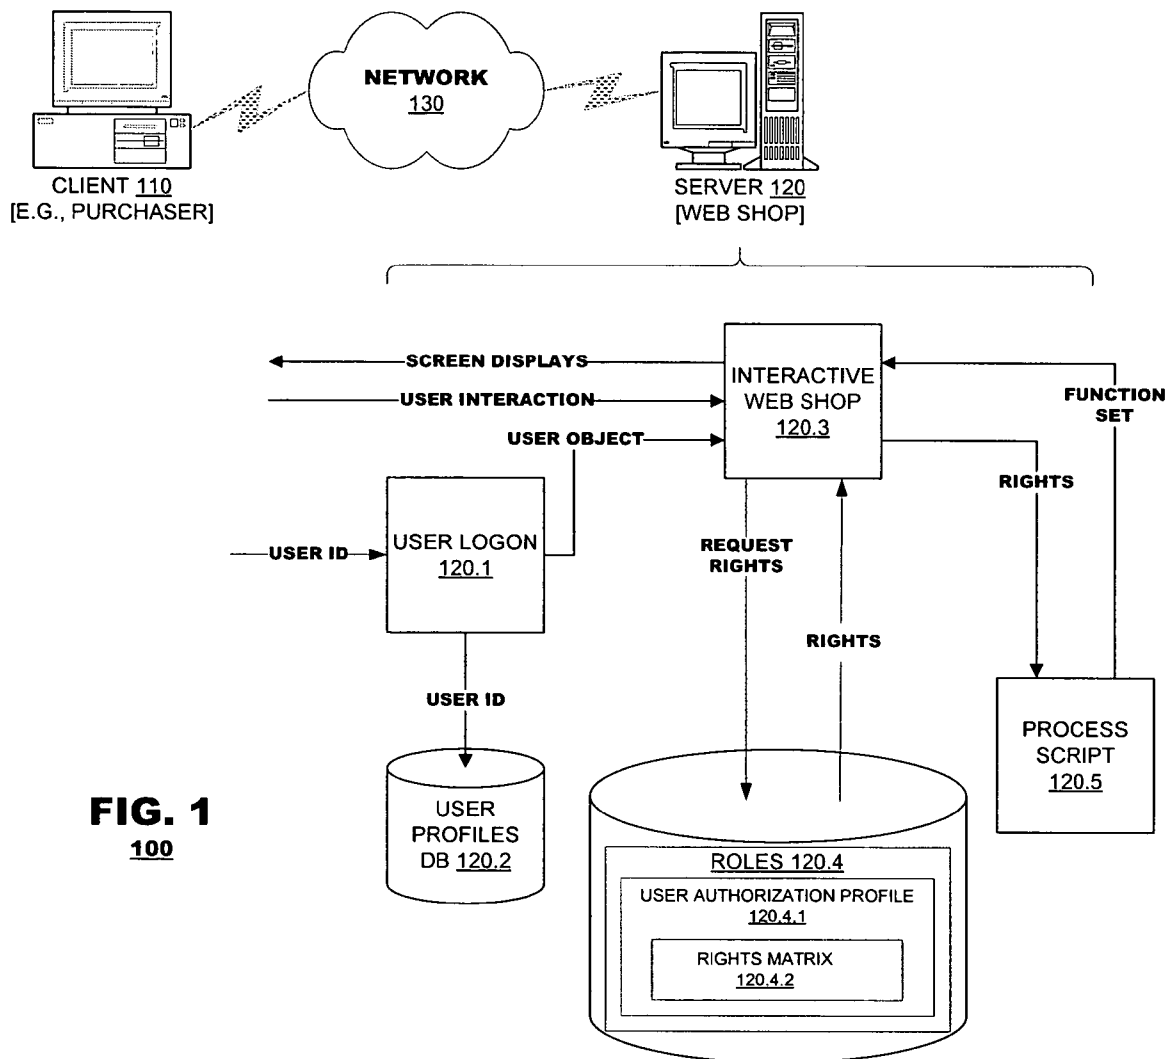 NETWORK
130
CLIENT 110
[E.G., PURCHASER]
SERVER 120
[WEB SHOP]
SCREEN DISPLAYS
USER INTERACTION
USER OBJECT
INTERACTIVE
WEB SHOP
120.3
FUNCTION
SET
RIGHTS
USER ID
USER LOGON
120.1
REQUEST
RIGHTS
RIGHTS
USER ID
PROCESS
SCRIPT
120.5
USER
PROFILES
DB 120.2
FIG. 1
100
ROLES 120.4
USER AUTHORIZATION PROFILE
120.4.1
RIGHTS MATRIX
120.4.2